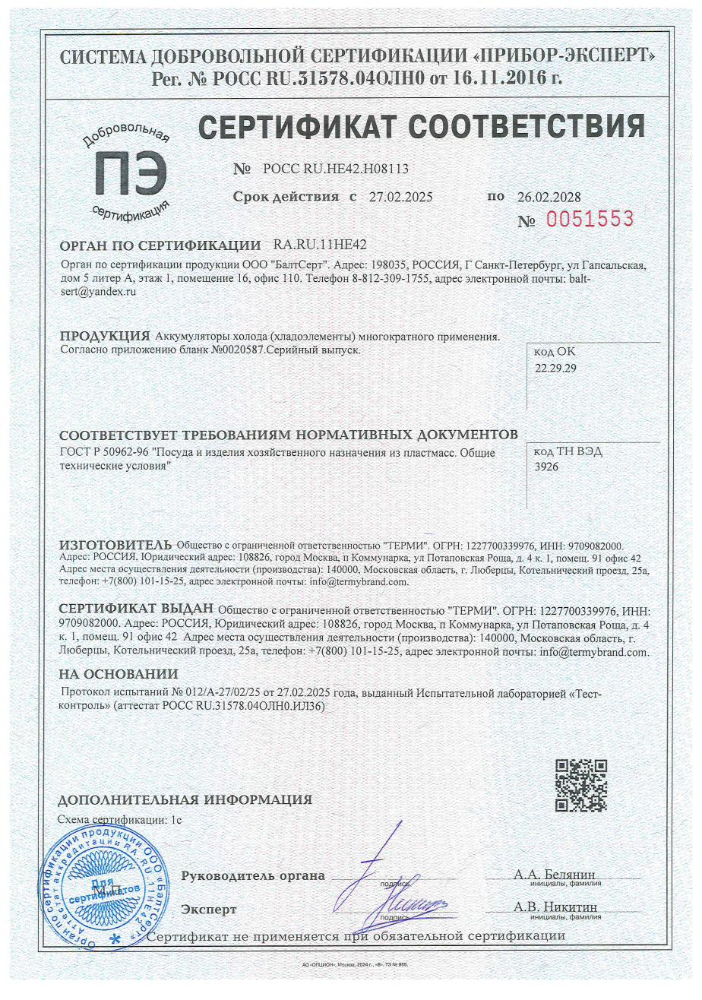 СИСТЕМА ДОБРОВОЛЬНОЙ СЕРТИФИКАЦИИ «ПРИБОР-ЭКСПЕРТ»
Рег. № РОСС RU.31578.04ОЛН0 от 16.11.2016 г.
Добровольная
ПЭ
сертификация
СЕРТИФИКАТ СООТВЕТСТВИЯ
№ РОСС RU.НЕ42.Н08113
Срок действия с 27.02.2025 по 26.02.2028
№ 0051553
ОРГАН ПО СЕРТИФИКАЦИИ RA.RU.11НЕ42
Орган по сертификации продукции ООО "БалтСерт". Адрес: 198035, РОССИЯ, Г Санкт-Петербург, ул Гапсальская,
дом 5 литер А, этаж 1, помещение 16, офис 110. Телефон 8-812-309-1755, адрес электронной почты: balt-
sert@yandex.ru
ПРОДУКЦИЯ Аккумуляторы холода (хладоэлементы) многократного применения.
Согласно приложению бланк №0020587.Серийный выпуск.
код ОК
22.29.29
СООТВЕТСТВУЕТ ТРЕБОВАНИЯМ НОРМАТИВНЫХ ДОКУМЕНТОВ
ГОСТ Р 50962-96 "Посуда и изделия хозяйственного назначения из пластмасс. Общие
технические условия"
код ТН ВЭД
3926
ИЗГОТОВИТЕЛЬ Общество с ограниченной ответственностью "ТЕРМИ". ОГРН: 1227700339976, ИНН: 9709082000.
Адрес: РОССИЯ, Юридический адрес: 108826, город Москва, п Коммунарка, ул Потаповская Роща, д. 4 к. 1, помещ. 91 офис 42
Адрес места осуществления деятельности (производства): 140000, Московская область, г. Люберцы, Котельнический проезд, 25а,
телефон: +7(800) 101-15-25, адрес электронной почты: info@termybrand.com.
СЕРТИФИКАТ ВЫДАН Общество с ограниченной ответственностью "ТЕРМИ". ОГРН: 1227700339976, ИНН:
9709082000. Адрес: РОССИЯ, Юридический адрес: 108826, город Москва, п Коммунарка, ул Потаповская Роща, д. 4
к. 1, помещ. 91 офис 42 Адрес места осуществления деятельности (производства): 140000, Московская область, г.
Люберцы, Котельнический проезд, 25а, телефон: +7(800) 101-15-25, адрес электронной почты: info@termybrand.com.
НА ОСНОВАНИИ
Протокол испытаний № 012/А-27/02/25 от 27.02.2025 года, выданный Испытательной лабораторией «Тест-
контроль» (аттестат РОСС RU.31578.04ОЛН0.ИЛ36)
ДОПОЛНИТЕЛЬНАЯ ИНФОРМАЦИЯ
Схема сертификации: 1с
Орган по сертификации продукции ООО «БалтСерт»
Аттестат аккредитации RA.RU.11НЕ42
Для
сертификатов
М.П.
Руководитель органа
подпись
А.А. Белянин
инициалы, фамилия
Эксперт
подпись
А.В. Никитин
инициалы, фамилия
Сертификат не применяется при обязательной сертификации
АО «ОПЦИОН», Москва, 2024 г., «В». ТЗ № 986.